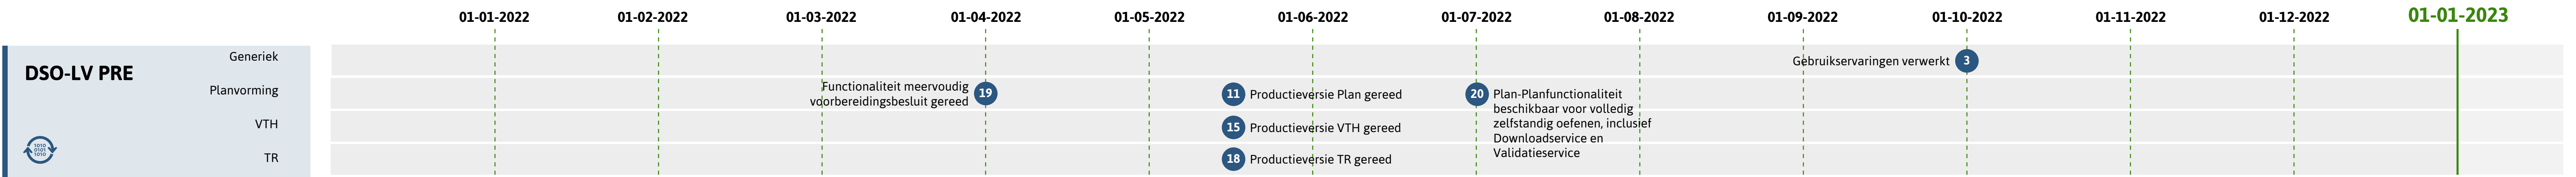 01-01-2022 01-02-2022 01-03-2022 01-04-2022 01-05-2022 01-06-2022 01-07-2022 01-08-2022 01-09-2022 01-10-2022 01-11-2022 01-12-2022 01-01-2023
DSO-LV PRE
Generiek
Gebruikservaringen verwerkt 3
Planvorming
Functionaliteit meervoudig
voorbereidingsbesluit gereed 19
11 Productieversie Plan gereed
20 Plan-Planfunctionaliteit
beschikbaar voor volledig
zelfstandig oefenen, inclusief
Downloadservice en
Validatieservice
VTH
15 Productieversie VTH gereed
TR
18 Productieversie TR gereed
1010
0101
1010